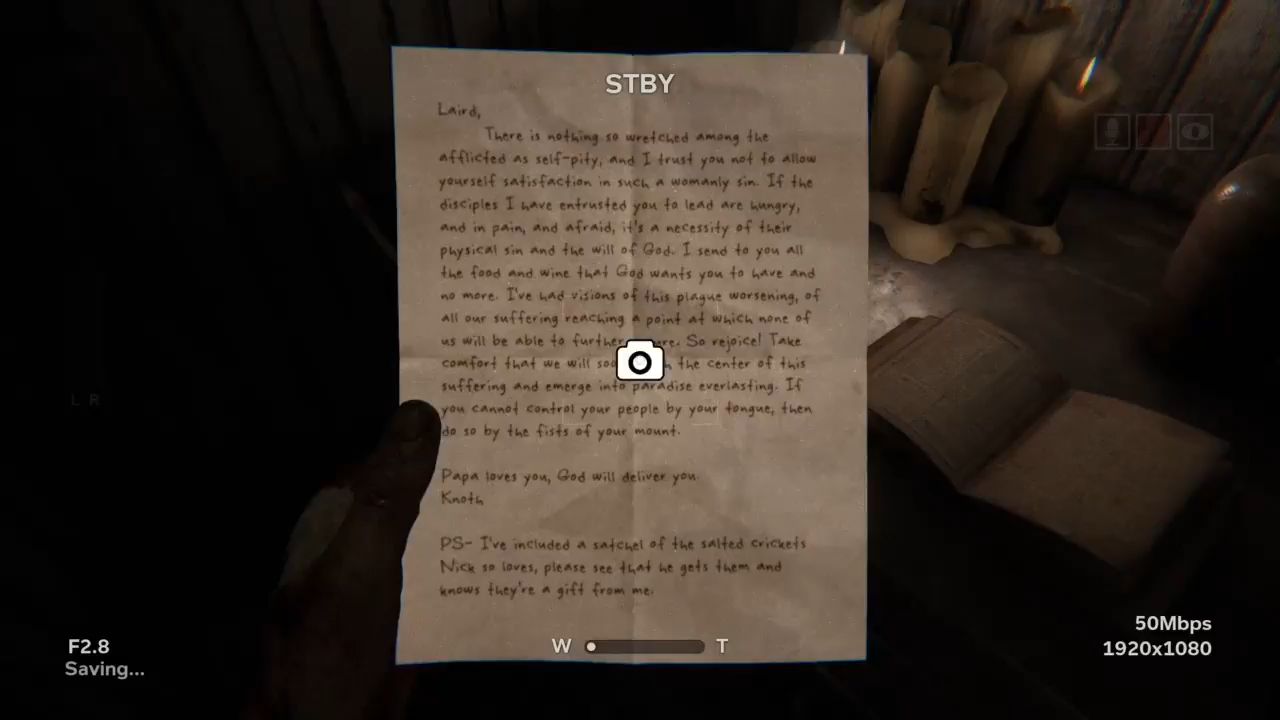 STBY
Laird,
There is nothing so wretched among the
afflicted as self-pity, and I trust you not to allow
yourself satisfaction in such a womanly sin. If the
disciples I have entrusted you to lead are hungry,
and in pain, and afraid, it's a necessity of their
physical sin and the will of God. I send to you all
the food and wine that God wants you to have and
no more. I've had visions of this plague worsening, of
all our suffering reaching a point at which none of
us will be able to further. So rejoice! Take
comfort that we will the center of this
suffering and emerge into paradise everlasting. If
you cannot control your people by your tongue, then
do so by the fists of your mount.
Papa loves you, God will deliver you.
Knoth
PS- I've included a satchel of the salted crickets
Nick so loves, please see that he gets them and
knows they're a gift from me.
L R
F2.8
Saving...
W T
50Mbps
1920x1080